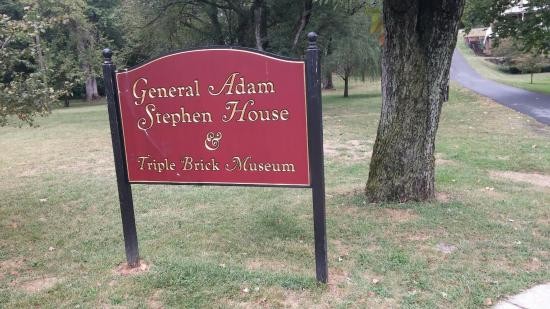 General Adam
Stephen House
&
Triple Brick Museum